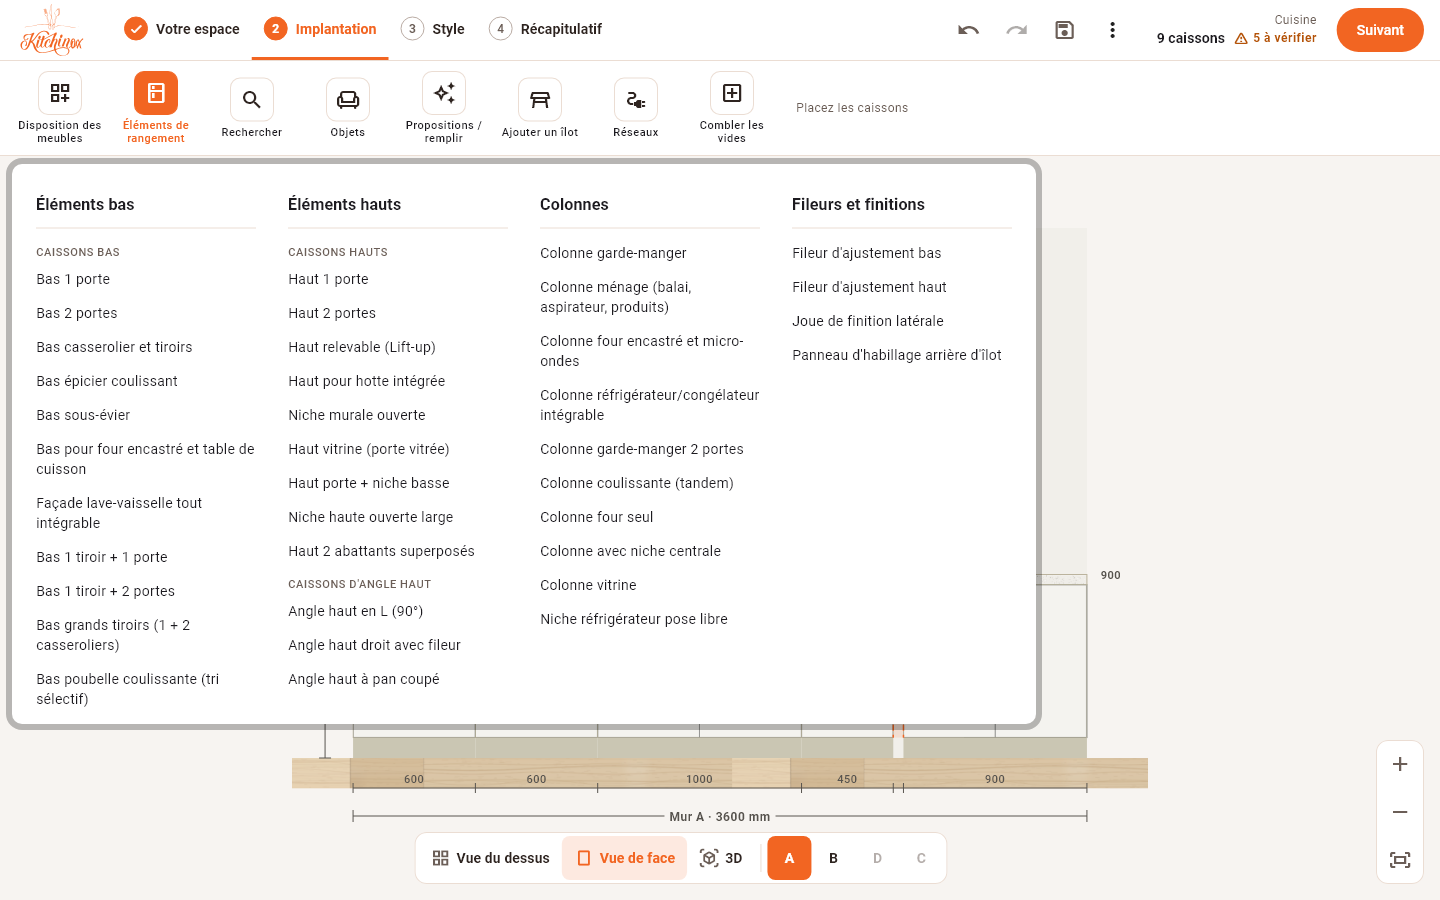 Kitchinox
Votre espace
2 Implantation
3 Style
4 Récapitulatif
Cuisine
9 caissons
5 à vérifier
Suivant
Disposition des
meubles
Éléments de
rangement
Rechercher
Objets
Propositions /
remplir
Ajouter un îlot
Réseaux
Combler les
vides
Placez les caissons
Éléments bas
CAISSONS BAS
Bas 1 porte
Bas 2 portes
Bas casserolier et tiroirs
Bas épicier coulissant
Bas sous-évier
Bas pour four encastré et table de
cuisson
Façade lave-vaisselle tout
intégrable
Bas 1 tiroir + 1 porte
Bas 1 tiroir + 2 portes
Bas grands tiroirs (1 + 2
casseroliers)
Bas poubelle coulissante (tri
sélectif)
Éléments hauts
CAISSONS HAUTS
Haut 1 porte
Haut 2 portes
Haut relevable (Lift-up)
Haut pour hotte intégrée
Niche murale ouverte
Haut vitrine (porte vitrée)
Haut porte + niche basse
Niche haute ouverte large
Haut 2 abattants superposés
CAISSONS D'ANGLE HAUT
Angle haut en L (90°)
Angle haut droit avec fileur
Angle haut à pan coupé
Colonnes
Colonne garde-manger
Colonne ménage (balai,
aspirateur, produits)
Colonne four encastré et micro-
ondes
Colonne réfrigérateur/congélateur
intégrable
Colonne garde-manger 2 portes
Colonne coulissante (tandem)
Colonne four seul
Colonne avec niche centrale
Colonne vitrine
Niche réfrigérateur pose libre
Fileurs et finitions
Fileur d'ajustement bas
Fileur d'ajustement haut
Joue de finition latérale
Panneau d'habillage arrière d'îlot
900
600
600
1000
450
900
Mur A · 3600 mm
Vue du dessus
Vue de face
3D
A
B
D
C